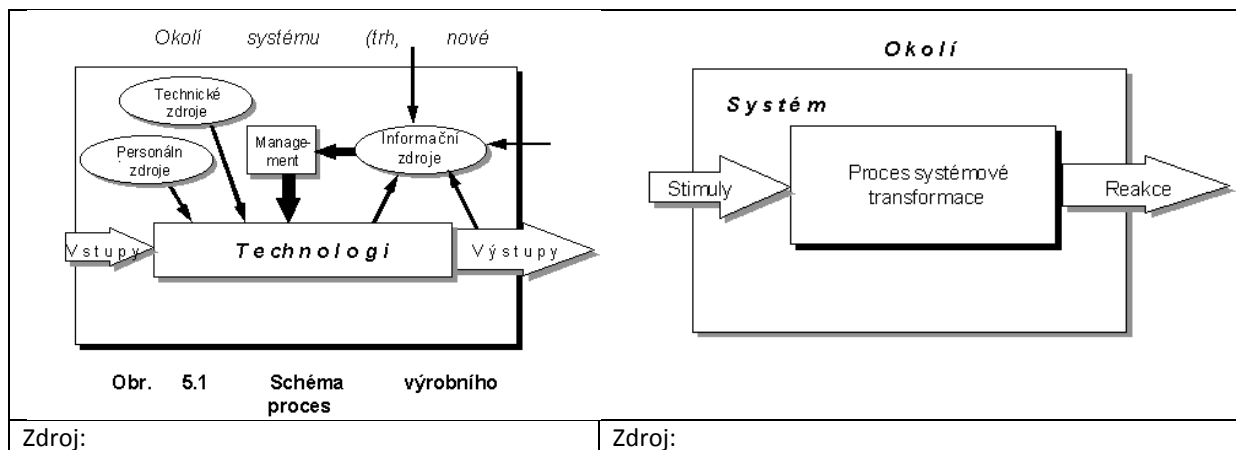 Okolí systému (trh, nové
Technické
zdroje
Personáln
zdroje
Manage-
ment
Informační
zdroje
Vstupy
Technologi
Výstupy
Obr. 5.1 Schéma výrobního
proces
Zdroj:
Okolí
Systém
Stimuly
Proces systémové
transformace
Reakce
Zdroj: